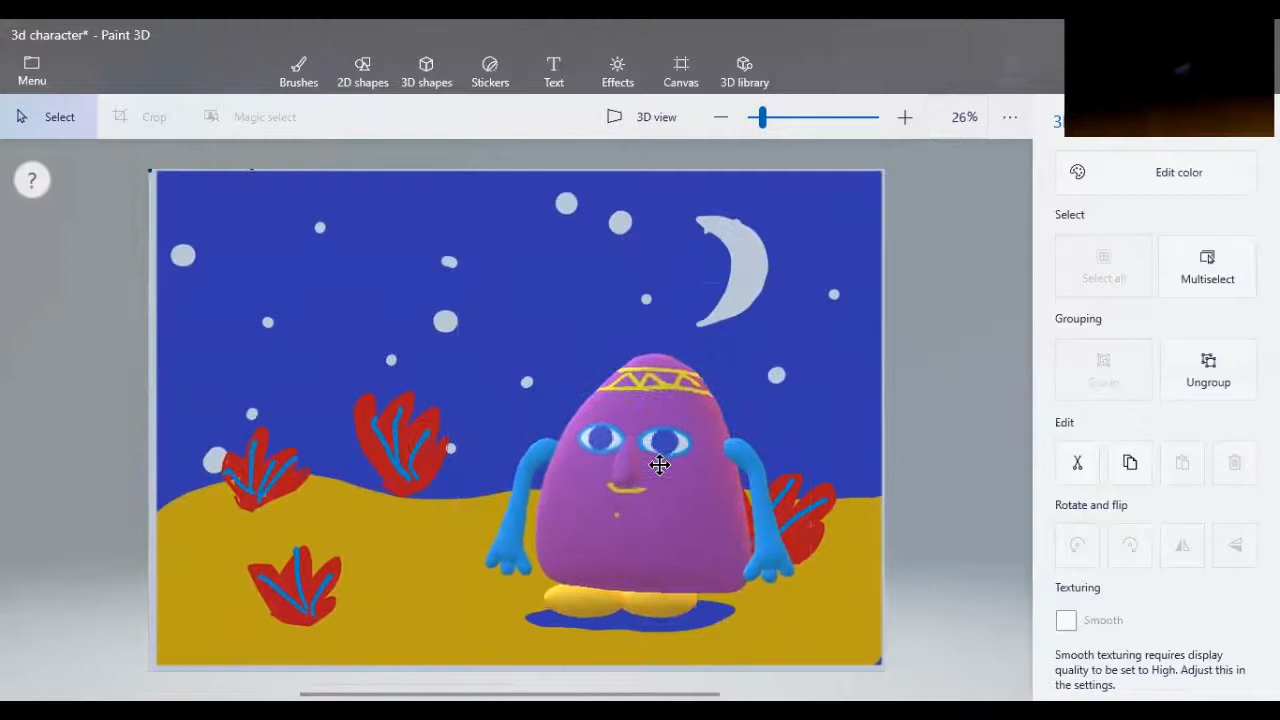 3d character* - Paint 3D
Menu
Brushes
2D shapes
3D shapes
Stickers
Text
Effects
Canvas
3D library
Select
Crop
Magic select
3D view
26%
?
Edit color
Select
Select all
Multiselect
Grouping
Group
Ungroup
Edit
Rotate and flip
Texturing
Smooth
Smooth texturing requires display
quality to be set to High. Adjust this in
the settings.